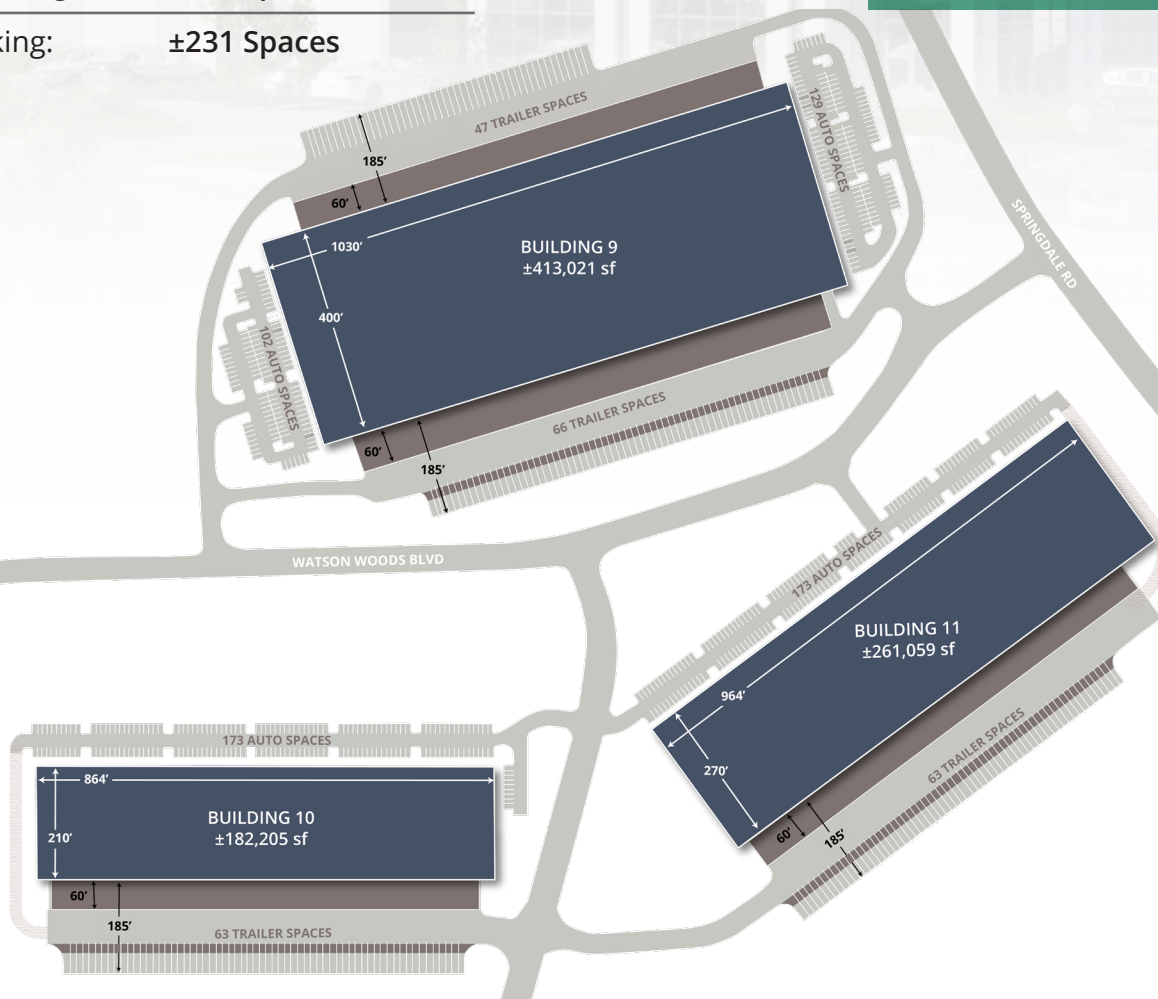 king: ±231 Spaces
47 TRAILER SPACES
129 AUTO SPACES
185'
60'
1030'
BUILDING 9
±413,021 sf
400'
102 AUTO SPACES
SPRINGDALE RD
66 TRAILER SPACES
60'
185'
WATSON WOODS BLVD
173 AUTO SPACES
BUILDING 11
±261,059 sf
964'
270'
63 TRAILER SPACES
60'
185'
173 AUTO SPACES
864'
BUILDING 10
±182,205 sf
210'
60'
185'
63 TRAILER SPACES